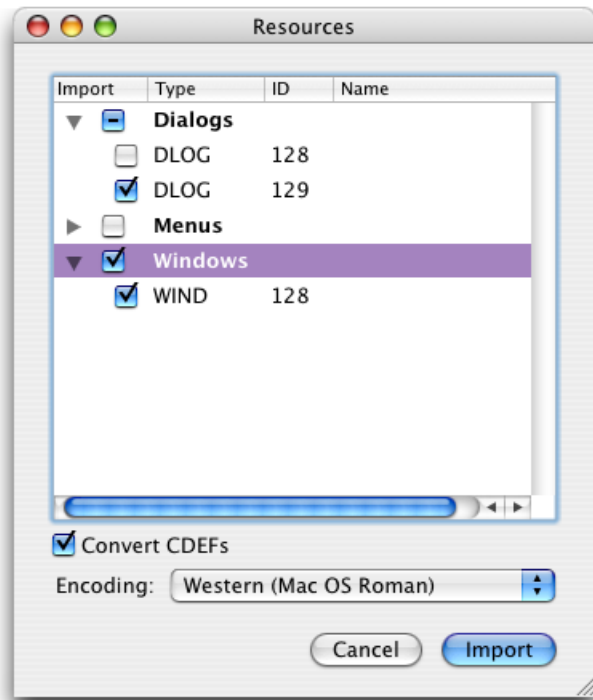 Resources
Import Type ID Name
Dialogs
DLOG 128
DLOG 129
Menus
Windows
WIND 128
Convert CDEFs
Encoding: Western (Mac OS Roman)
Cancel Import